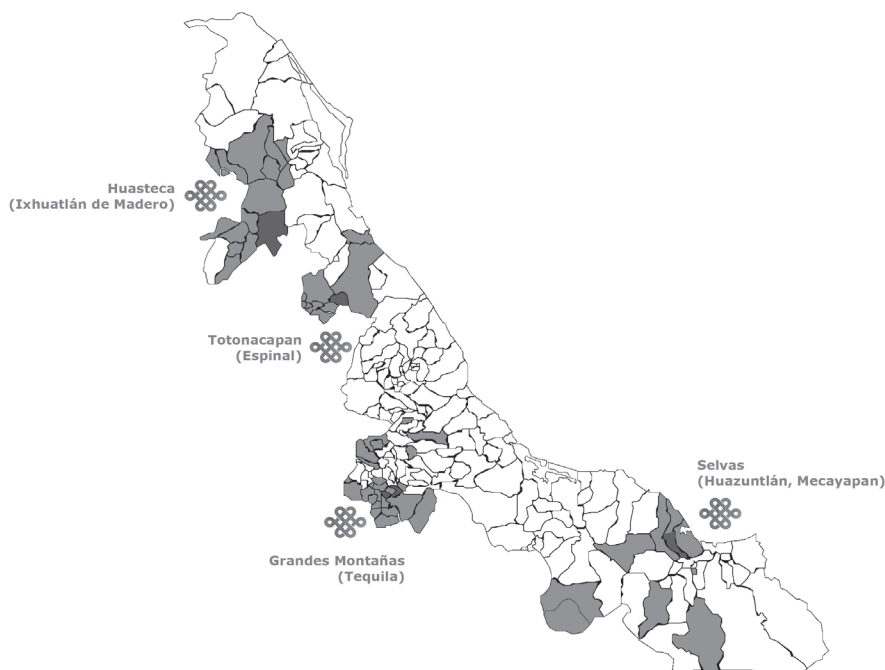 Huasteca
(Ixhuatlán de Madero)
Totonacapan
(Espinal)
Selvas
(Huazuntlán, Mecayapan)
Grandes Montañas
(Tequila)